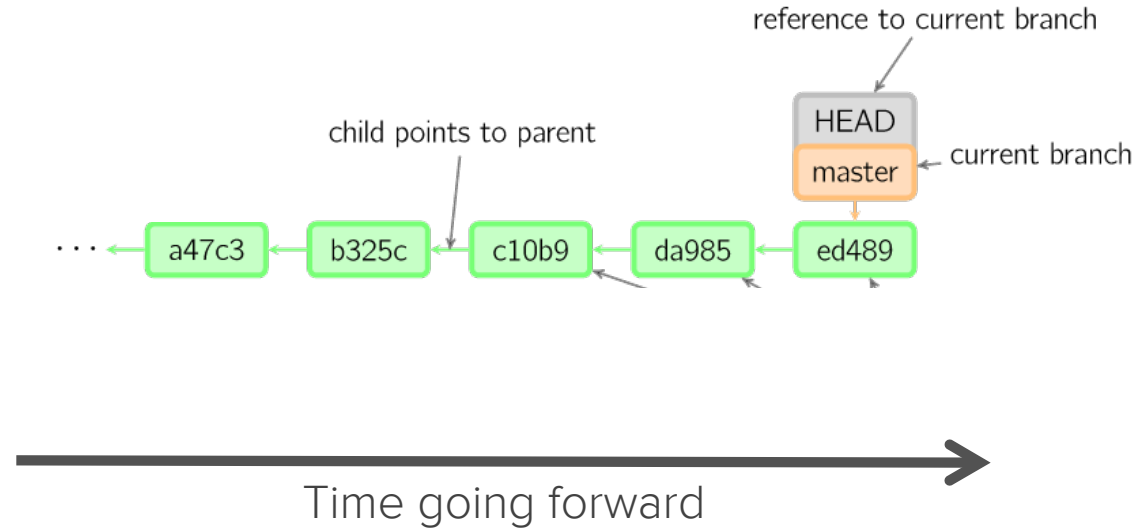 reference to current branch
HEAD
child points to parent
master
current branch
··· a47c3 b325c c10b9 da985 ed489
Time going forward